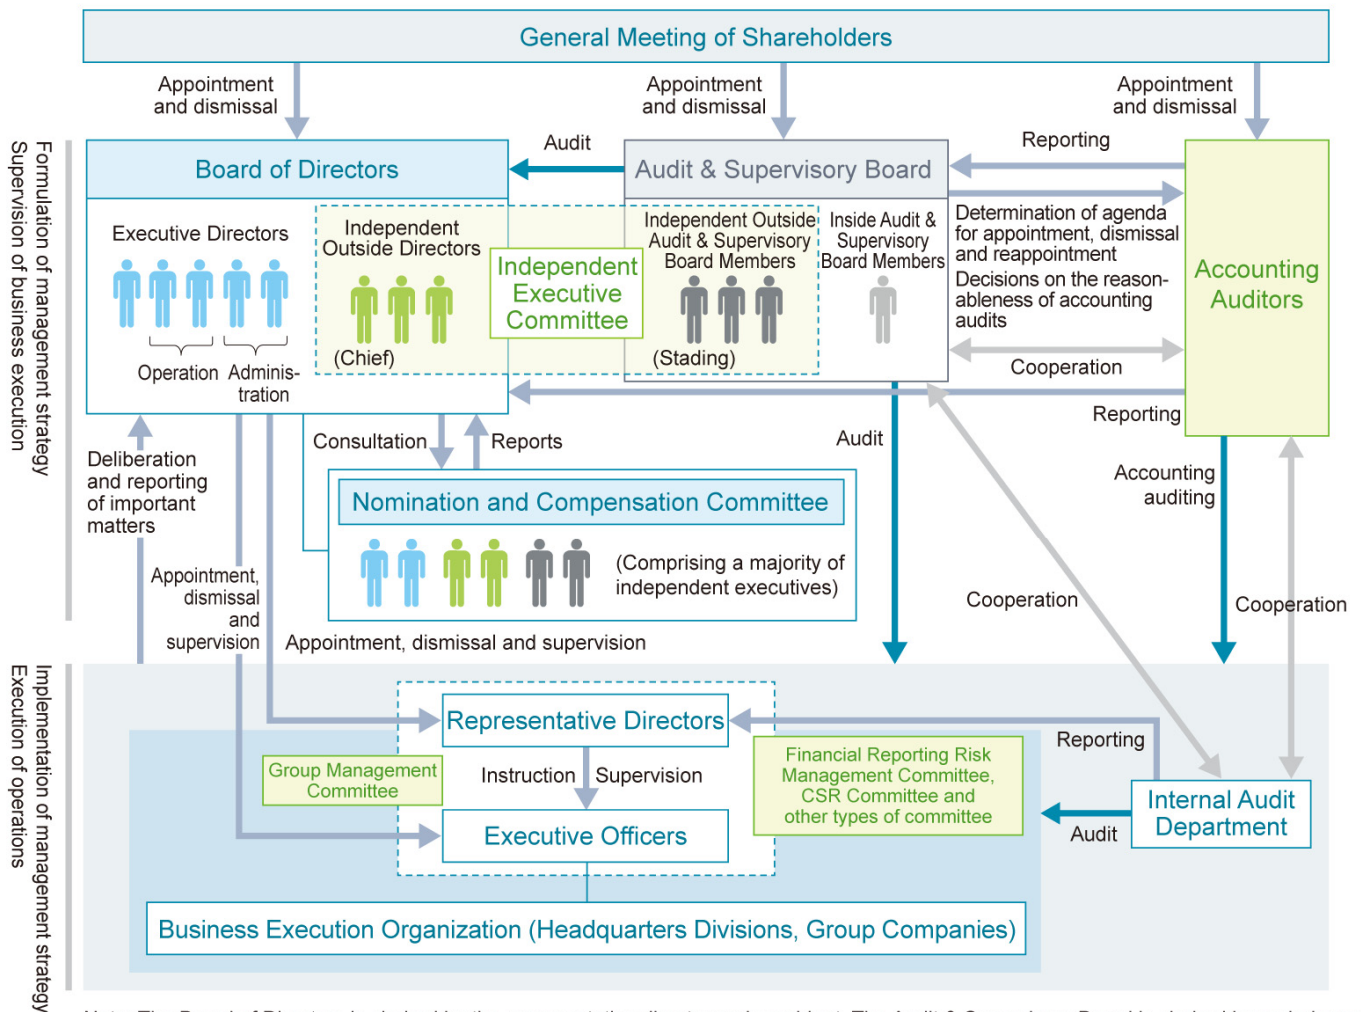 General Meeting of Shareholders
Appointment
and dismissal
Appointment
and dismissal
Appointment
and dismissal
Formulation of management strategy
Supervision of business execution
Board of Directors
Audit
Audit & Supervisory Board
Reporting
Accounting
Auditors
Executive Directors
Operation
Adminis-
tration
Independent
Outside Directors
(Chief)
Independent
Executive
Committee
Independent Outside
Audit & Supervisory
Board Members
(Stading)
Inside Audit &
Supervisory
Board Members
Determination of agenda
for appointment, dismissal
and reappointment
Decisions on the reason-
ableness of accounting
audits
Cooperation
Reporting
Deliberation
and reporting
of important
matters
Consultation
Reports
Audit
Accounting
auditing
Nomination and Compensation Committee
(Comprising a majority of
independent executives)
Appointment,
dismissal
and
supervision
Appointment, dismissal and supervision
Cooperation
Cooperation
Implementation of management strategy
Execution of operations
Representative Directors
Reporting
Group Management
Committee
Instruction
Supervision
Financial Reporting Risk
Management Committee,
CSR Committee and
other types of committee
Executive Officers
Audit
Internal Audit
Department
Business Execution Organization (Headquarters Divisions, Group Companies)